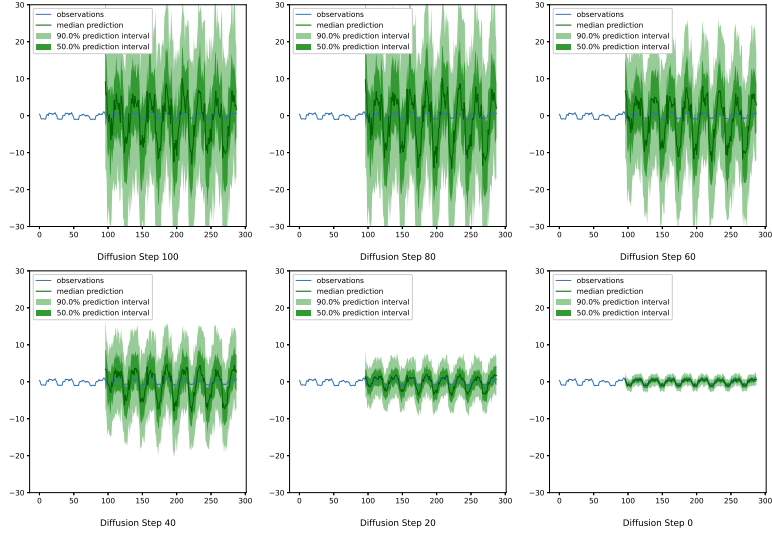 30
20
10
0
−10
−20
−30
observations
median prediction
90.0% prediction interval
50.0% prediction interval
0 50 100 150 200 250 300
Diffusion Step 100
30
20
10
0
−10
−20
−30
observations
median prediction
90.0% prediction interval
50.0% prediction interval
0 50 100 150 200 250 300
Diffusion Step 80
30
20
10
0
−10
−20
−30
observations
median prediction
90.0% prediction interval
50.0% prediction interval
0 50 100 150 200 250 300
Diffusion Step 60
30
20
10
0
−10
−20
−30
observations
median prediction
90.0% prediction interval
50.0% prediction interval
0 50 100 150 200 250 300
Diffusion Step 40
30
20
10
0
−10
−20
−30
observations
median prediction
90.0% prediction interval
50.0% prediction interval
0 50 100 150 200 250 300
Diffusion Step 20
30
20
10
0
−10
−20
−30
observations
median prediction
90.0% prediction interval
50.0% prediction interval
0 50 100 150 200 250 300
Diffusion Step 0